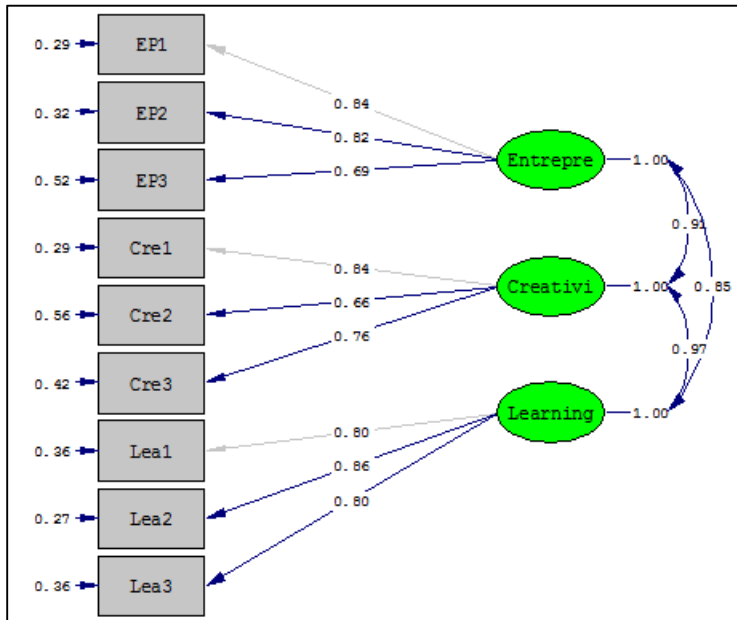 0.29 EP1
0.84
0.32 EP2
0.82
Entrepre 1.00
0.52 EP3
0.69
0.91
0.29 Cre1
0.84
Creativi 1.00
0.85
0.56 Cre2
0.66
0.76
0.97
0.42 Cre3
Learning 1.00
0.36 Lea1
0.80
0.86
0.80
0.27 Lea2
0.36 Lea3